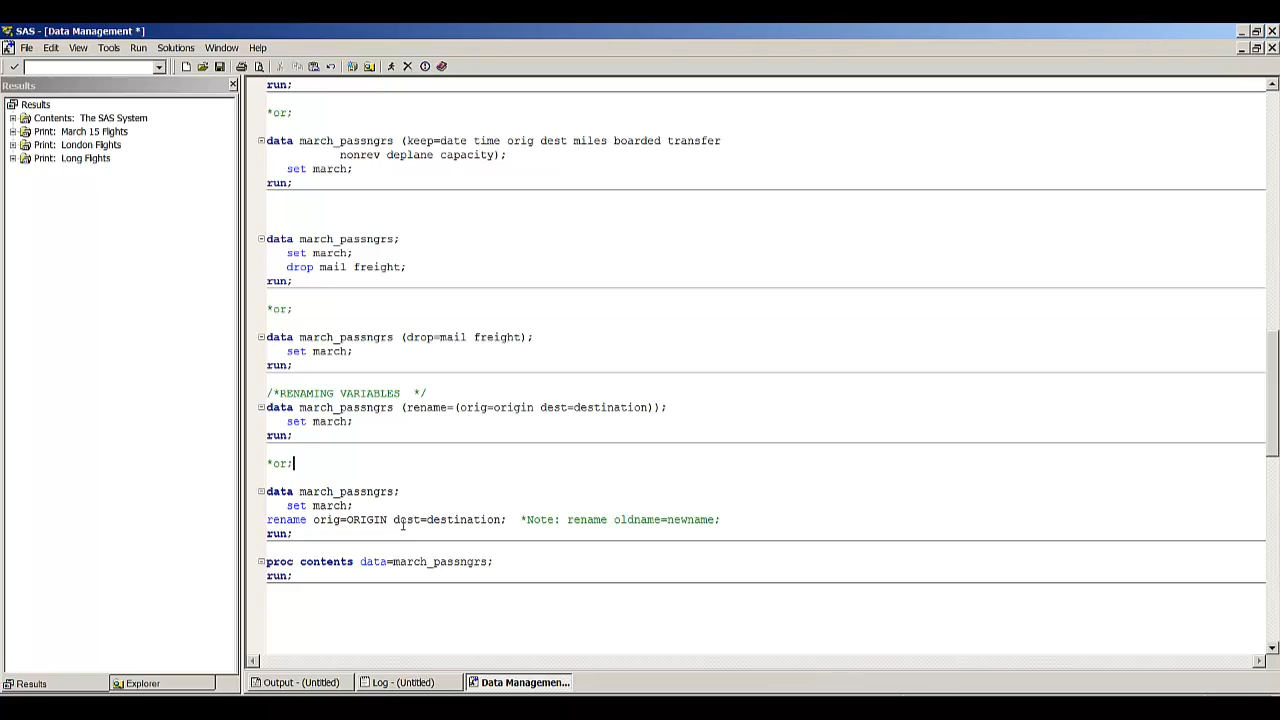 SAS - [Data Management *]
File Edit View Tools Run Solutions Window Help
Results
Results
Contents: The SAS System
Print: March 15 Flights
Print: London Flights
Print: Long Flights
run;
*or;
data march_passngrs (keep=date time orig dest miles boarded transfer
nonrev deplane capacity);
set march;
run;
data march_passngrs;
set march;
drop mail freight;
run;
*or;
data march_passngrs (drop=mail freight);
set march;
run;
/*RENAMING VARIABLES */
data march_passngrs (rename=(orig=origin dest=destination));
set march;
run;
*or;
data march_passngrs;
set march;
rename orig=ORIGIN dest=destination; *Note: rename oldname=newname;
run;
proc contents data=march_passngrs;
run;
Results Explorer Output - (Untitled) Log - (Untitled) Data Managemen...